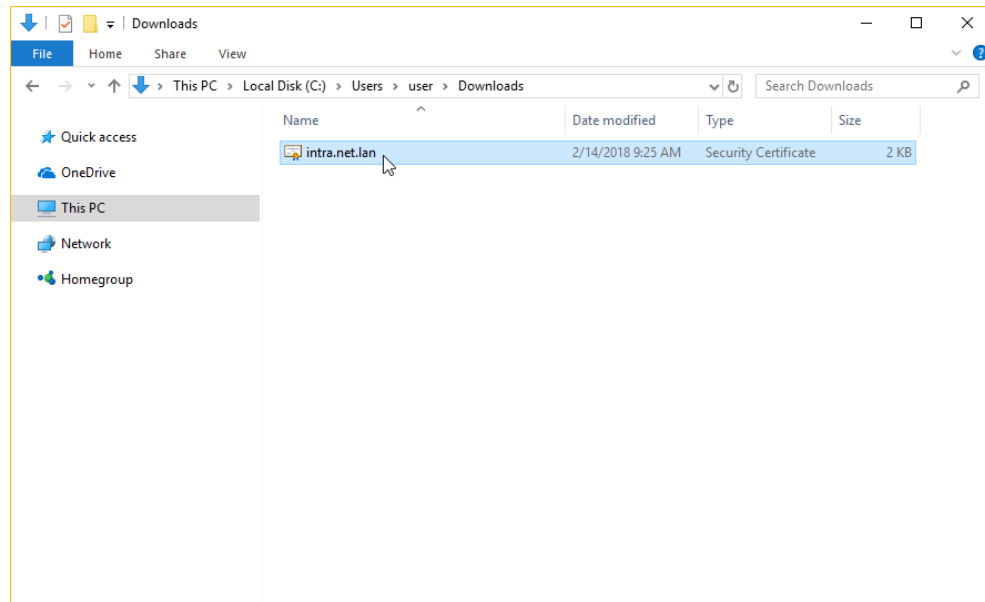 Downloads
File Home Share View ?
This PC > Local Disk (C:) > Users > user > Downloads Search Downloads
Name Date modified Type Size
Quick access
intra.net.lan 2/14/2018 9:25 AM Security Certificate 2 KB
OneDrive
This PC
Network
Homegroup